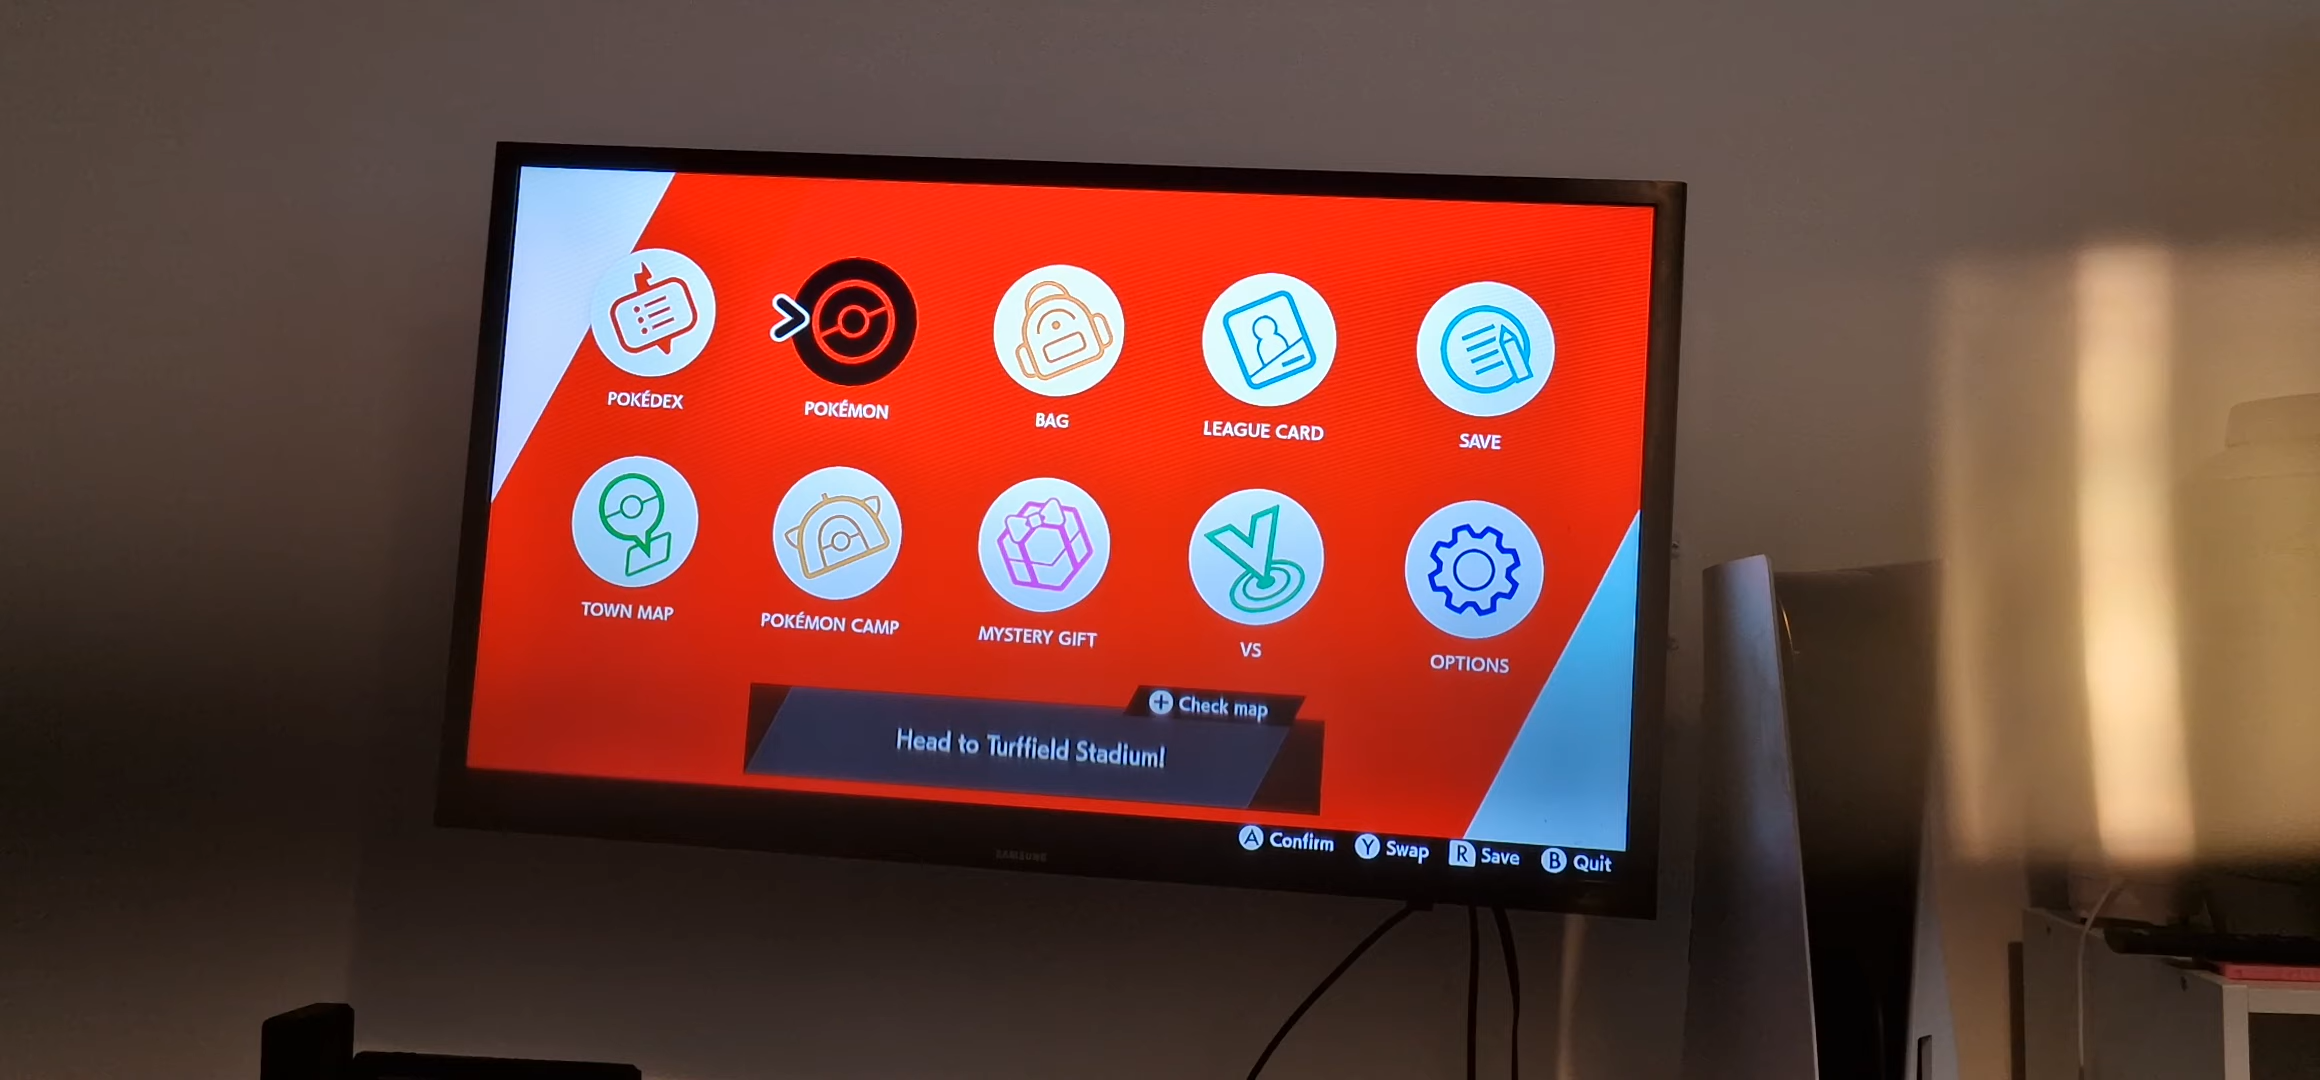 POKÉDEX
POKÉMON
BAG
LEAGUE CARD
SAVE
TOWN MAP
POKÉMON CAMP
MYSTERY GIFT
VS
OPTIONS
+ Check map
Head to Turffield Stadium!
A Confirm Y Swap R Save B Quit
SAMSUNG